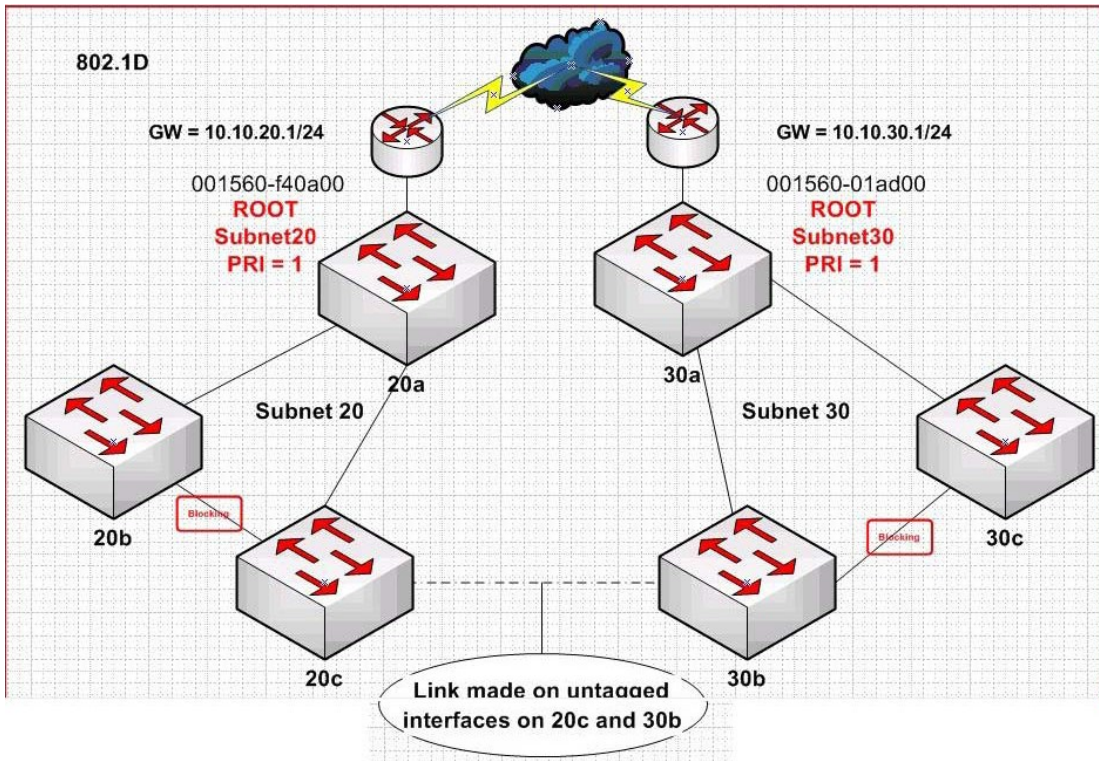 802.1D
GW = 10.10.20.1/24
GW = 10.10.30.1/24
001560-f40a00
ROOT
Subnet20
PRI = 1
001560-01ad00
ROOT
Subnet30
PRI = 1
20a
30a
Subnet 20
Subnet 30
Blocking
Blocking
20b
30c
20c
30b
Link made on untagged
interfaces on 20c and 30b